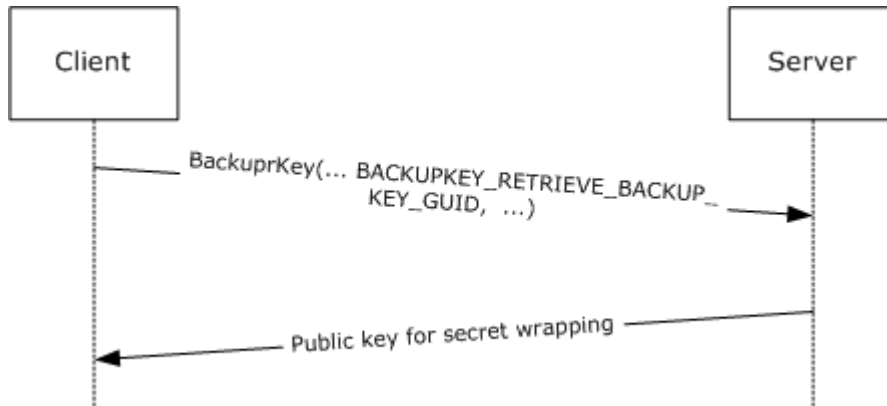 Client
Server
BackuprKey(... BACKUPKEY_RETRIEVE_BACKUP_
KEY_GUID, ...)
Public key for secret wrapping